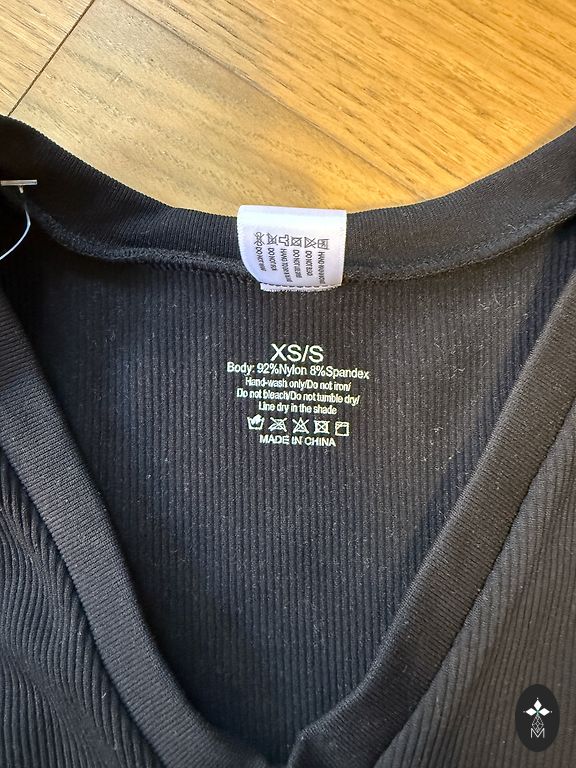 XS/S
Body: 92%Nylon 8%Spandex
Hand-wash only/Do not iron/
Do not bleach/Do not tumble dry/
Line dry in the shade
MADE IN CHINA